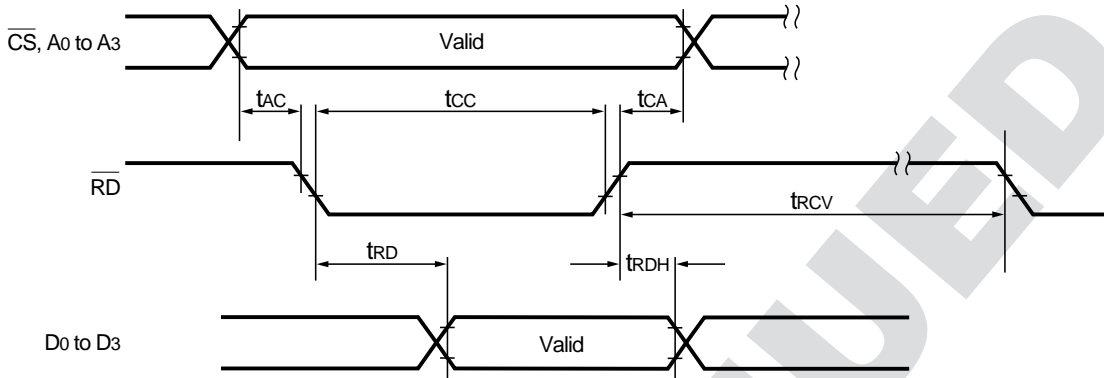 CS, A0 to A3
Valid
tAC
tCC
tCA
RD
tRCV
tRD
tRDH
D0 to D3
Valid